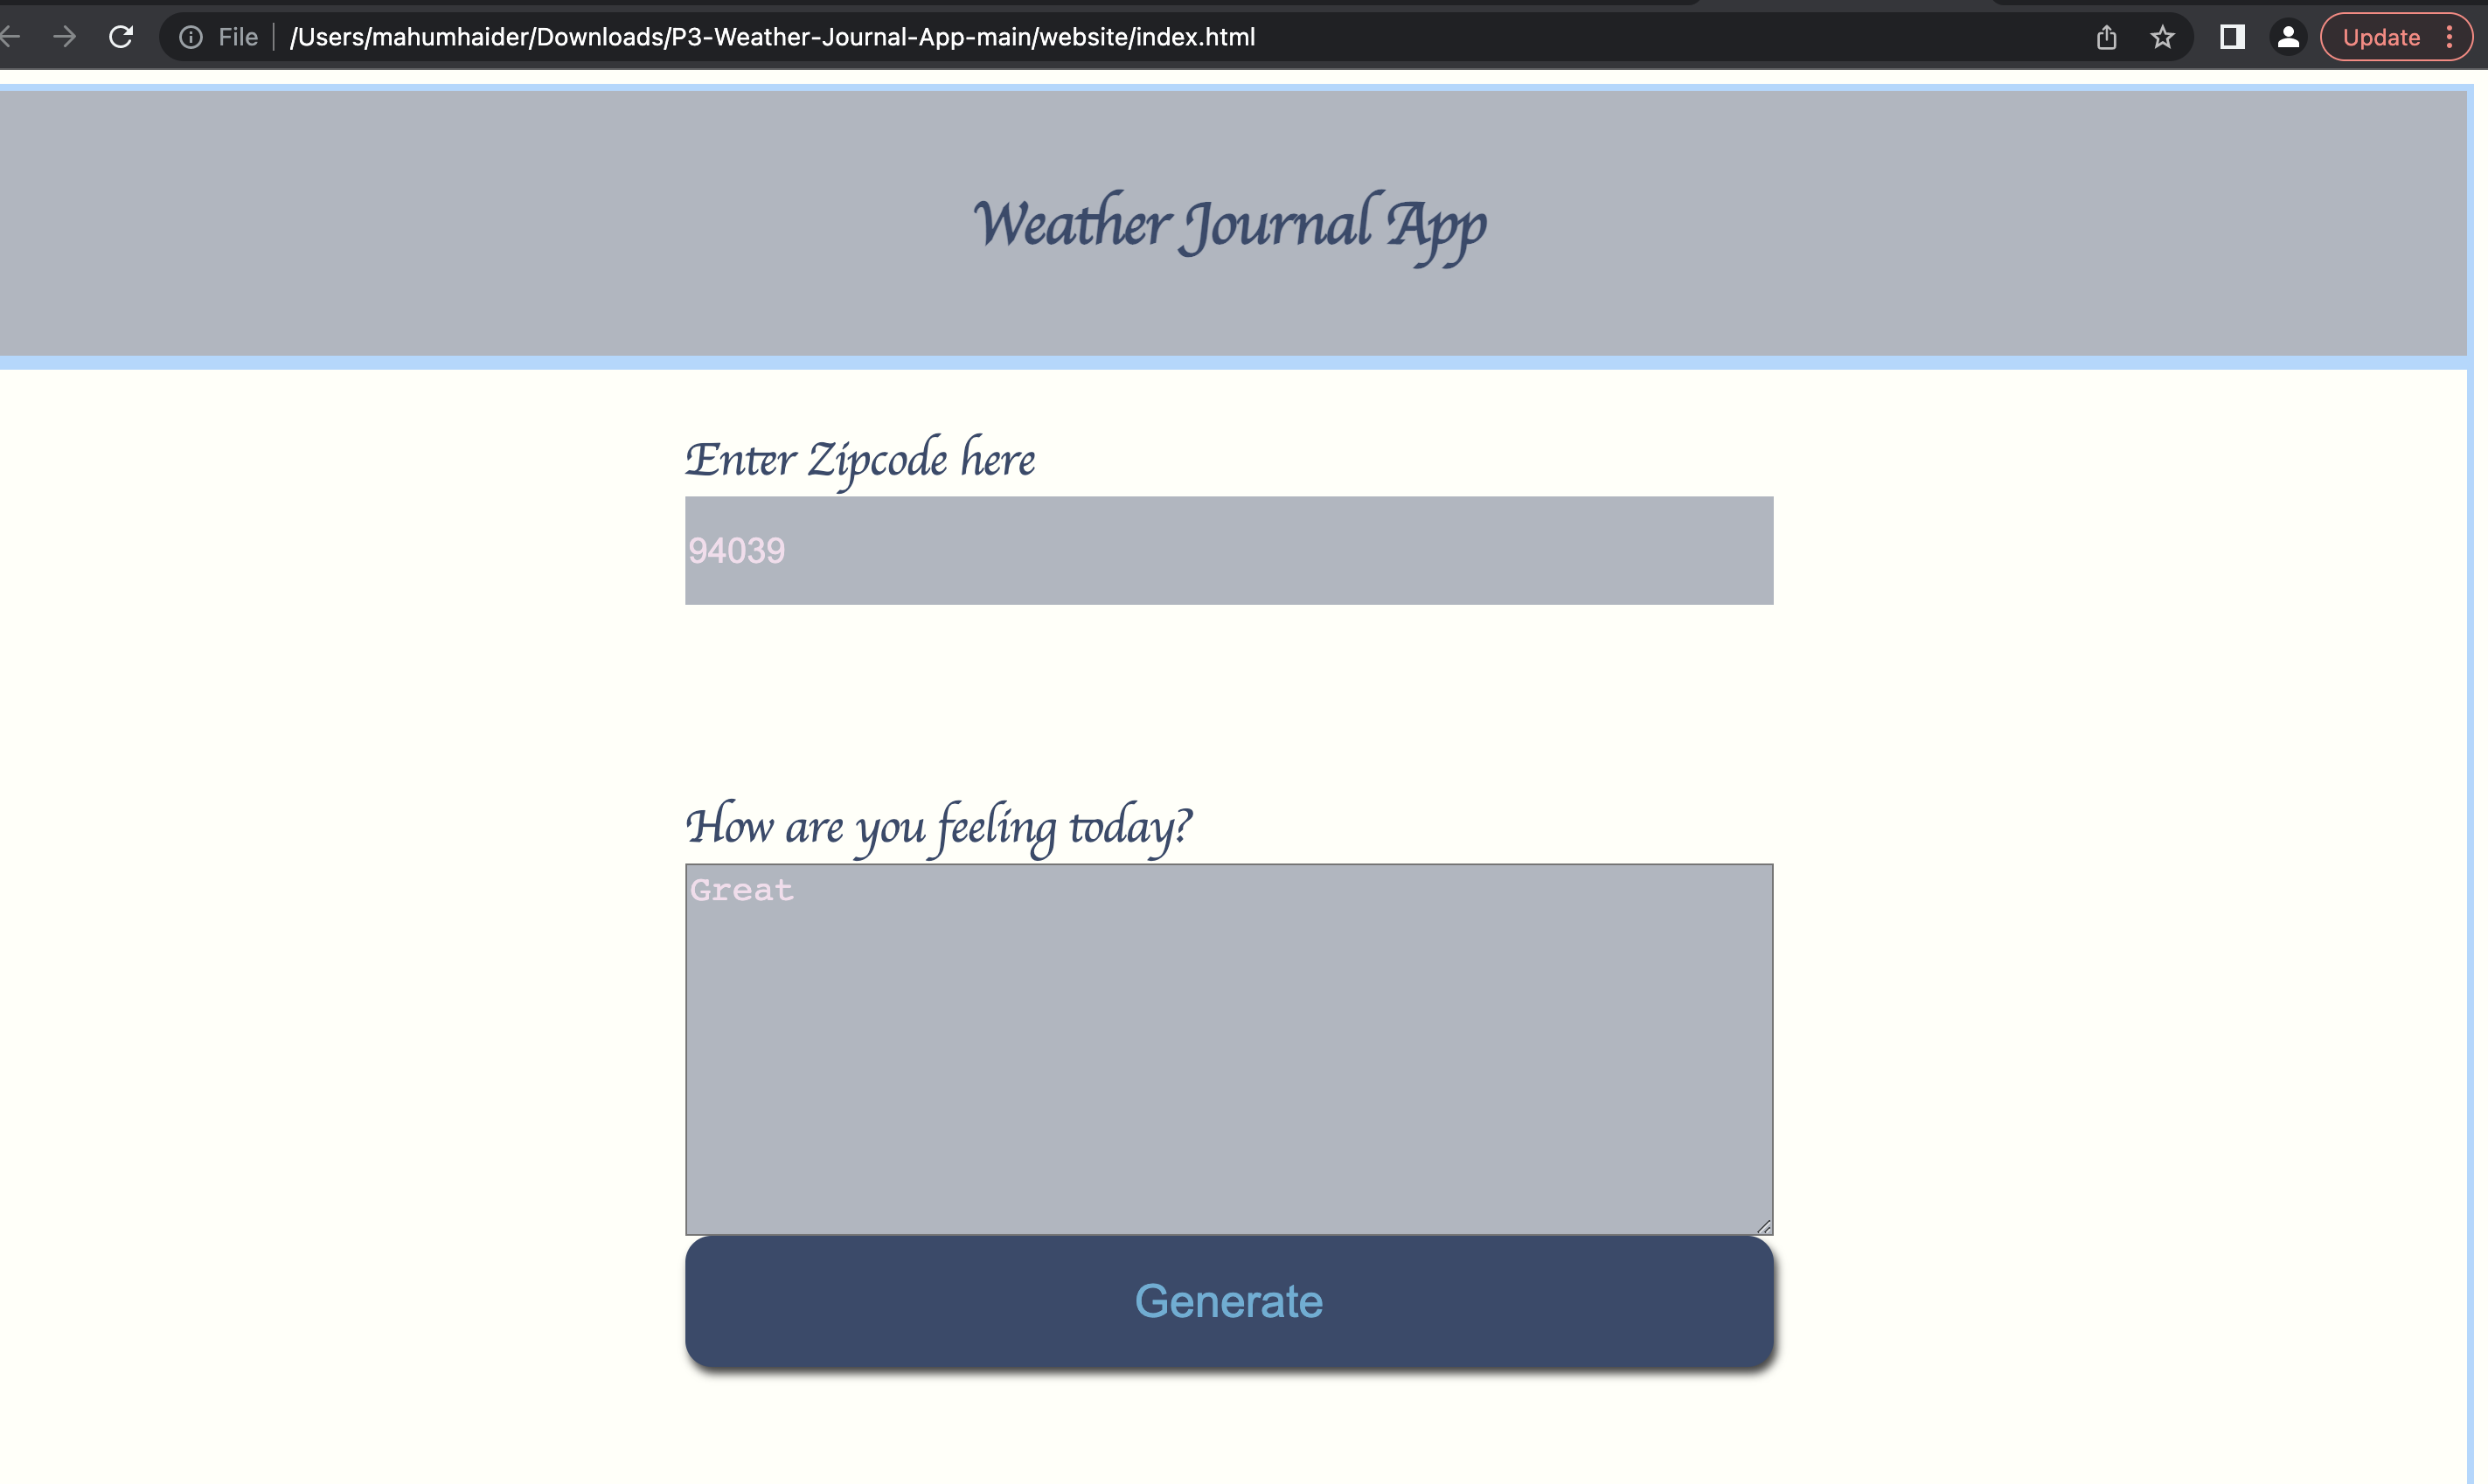 File /Users/mahumhaider/Downloads/P3-Weather-Journal-App-main/website/index.html Update
Weather Journal App
Enter Zipcode here
94039
How are you feeling today?
Great
Generate